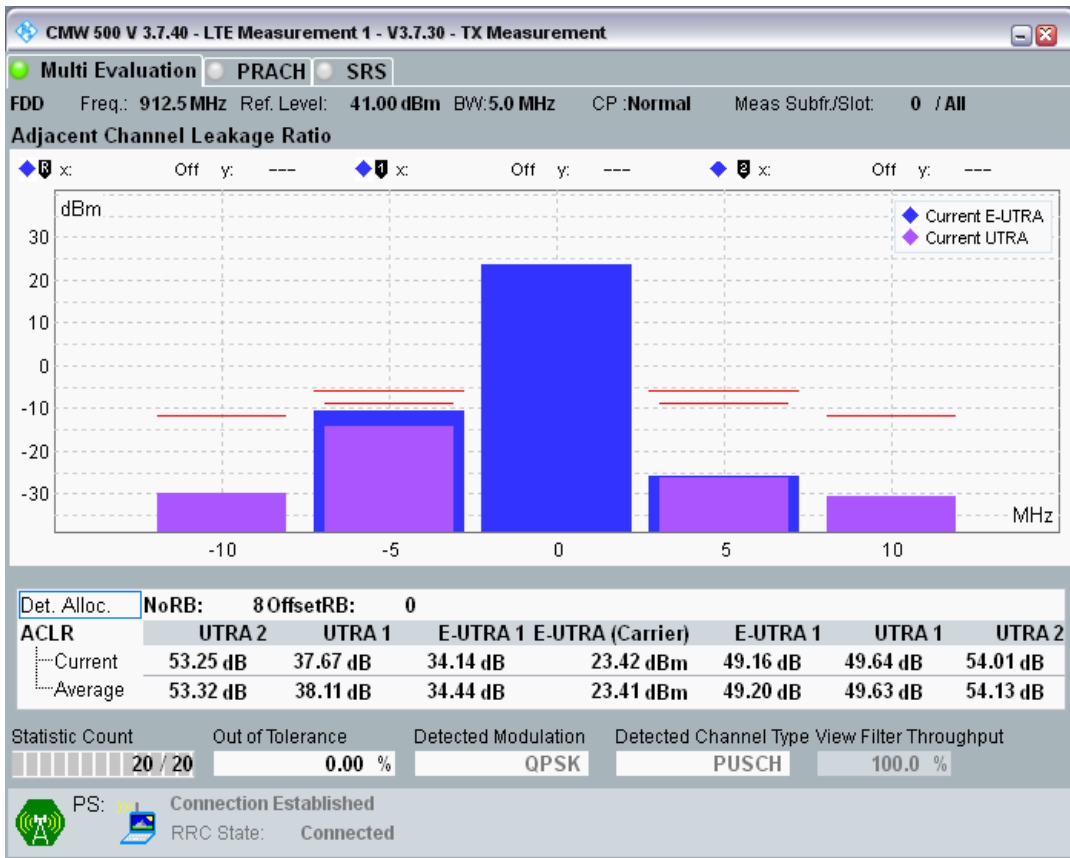 CMW 500 V 3.7.40 - LTE Measurement 1 - V3.7.30 - TX Measurement
Multi Evaluation PRACH SRS
FDD Freq.: 912.5 MHz Ref. Level: 41.00 dBm BW: 5.0 MHz CP : Normal Meas Subfr./Slot: 0 / All
Adjacent Channel Leakage Ratio
R x: Off y: --- 1 x: Off y: --- 2 x: Off y: ---
dBm
Current E-UTRA
Current UTRA
30
20
10
0
-10
-20
-30
MHz
-10 -5 0 5 10
Det. Alloc. NoRB: 8 OffsetRB: 0
ACLR UTRA 2 UTRA 1 E-UTRA 1 E-UTRA (Carrier) E-UTRA 1 UTRA 1 UTRA 2
Current 53.25 dB 37.67 dB 34.14 dB 23.42 dBm 49.16 dB 49.64 dB 54.01 dB
Average 53.32 dB 38.11 dB 34.44 dB 23.41 dBm 49.20 dB 49.63 dB 54.13 dB
Statistic Count Out of Tolerance Detected Modulation Detected Channel Type View Filter Throughput
20 / 20 0.00 % QPSK PUSCH 100.0 %
PS: Connection Established
RRC State: Connected